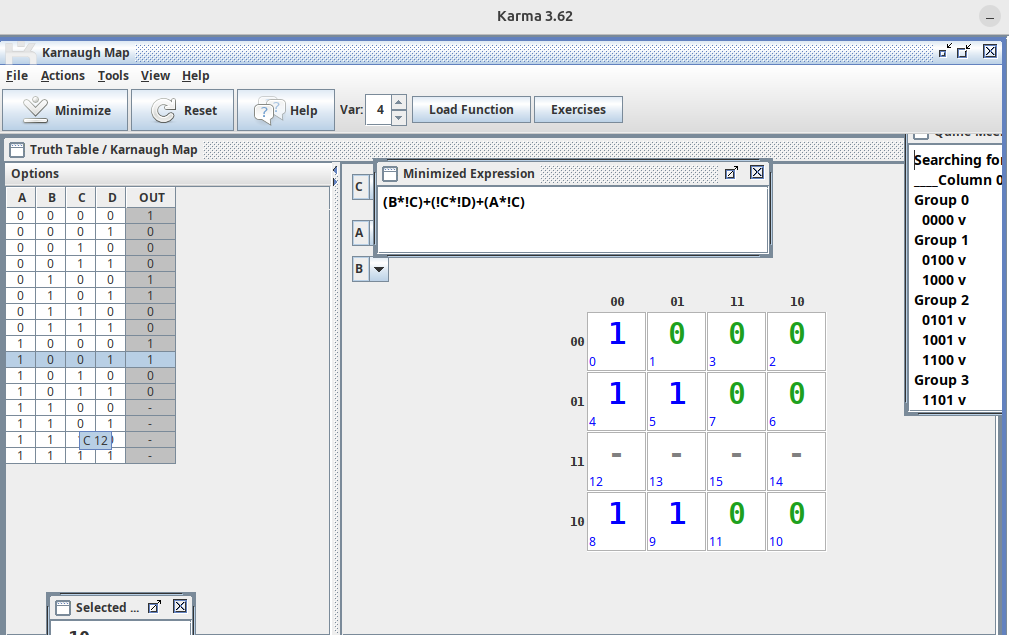 Karma 3.62
Karnaugh Map
File Actions Tools View Help
Minimize Reset Help Var: 4 Load Function Exercises
Truth Table / Karnaugh Map
Options
A B C D OUT
0 0 0 0 1
0 0 0 1 0
0 0 1 0 0
0 0 1 1 0
0 1 0 0 1
0 1 0 1 1
0 1 1 0 0
0 1 1 1 0
1 0 0 0 1
1 0 0 1 1
1 0 1 0 0
1 0 1 1 0
1 1 0 0 -
1 1 0 1 -
1 1 C 12 -
1 1 1 1 -
Selected ...
10
C
A
B
Minimized Expression
(B*!C)+(!C*!D)+(A*!C)
00 01 11 10
00 1 0 0 0
0 1 3 2
01 1 1 0 0
4 5 7 6
11 - - - -
12 13 15 14
10 1 1 0 0
8 9 11 10
Searching for
____Column 0
Group 0
0000 v
Group 1
0100 v
1000 v
Group 2
0101 v
1001 v
1100 v
Group 3
1101 v